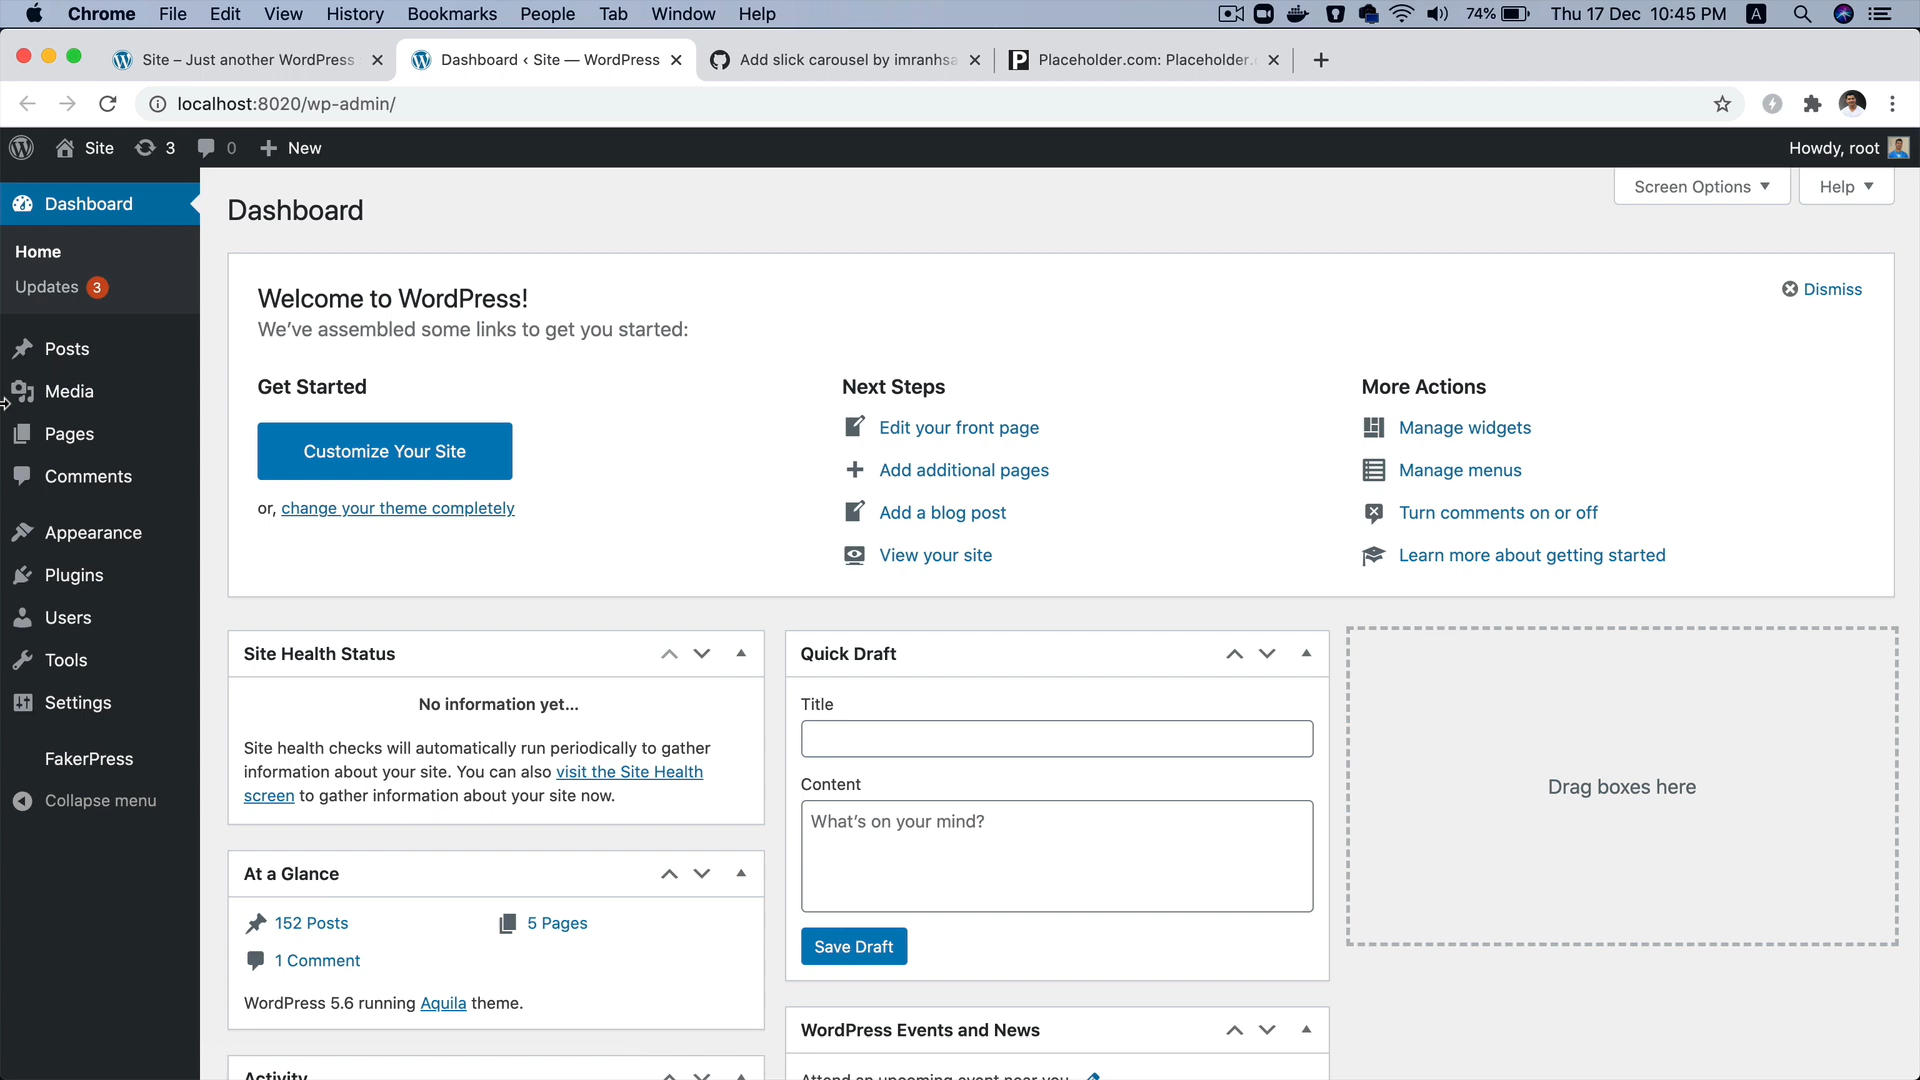 Chrome File Edit View History Bookmarks People Tab Window Help 74% Thu 17 Dec 10:45 PM A
Site – Just another WordPress Dashboard ‹ Site — WordPress Add slick carousel by imranhsa Placeholder.com: Placeholder.
localhost:8020/wp-admin/
Site 3 0 New Howdy, root
Dashboard
Home
Updates 3
Posts
Media
Pages
Comments
Appearance
Plugins
Users
Tools
Settings
FakerPress
Collapse menu
Screen Options Help
Dashboard
Welcome to WordPress! Dismiss
We've assembled some links to get you started:
Get Started
Customize Your Site
or, change your theme completely
Next Steps
Edit your front page
Add additional pages
Add a blog post
View your site
More Actions
Manage widgets
Manage menus
Turn comments on or off
Learn more about getting started
Site Health Status
No information yet...
Site health checks will automatically run periodically to gather
information about your site. You can also visit the Site Health
screen to gather information about your site now.
At a Glance
152 Posts 5 Pages
1 Comment
WordPress 5.6 running Aquila theme.
Activity
Quick Draft
Title
Content
What's on your mind?
Save Draft
WordPress Events and News
Attend an upcoming event near you
Drag boxes here